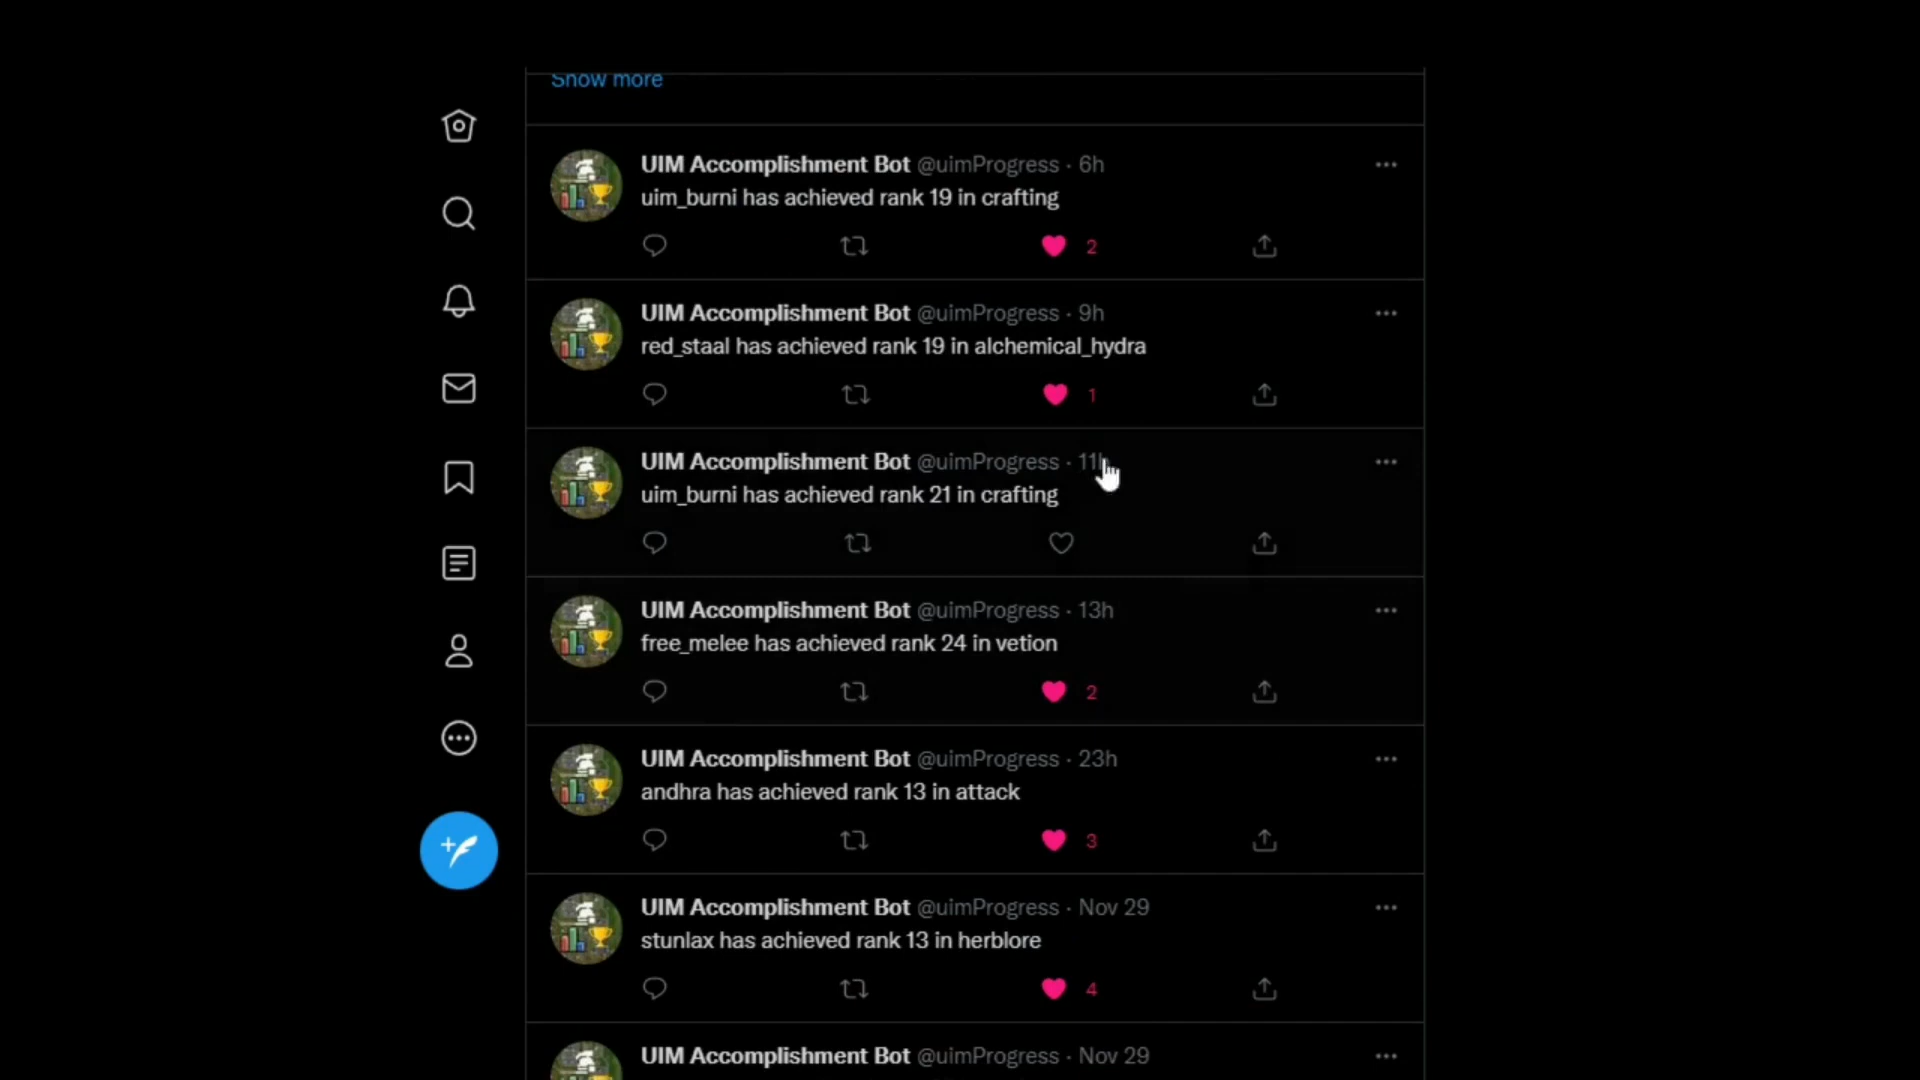 Show more
UIM Accomplishment Bot @uimProgress · 6h
uim_burni has achieved rank 19 in crafting
2
UIM Accomplishment Bot @uimProgress · 9h
red_staal has achieved rank 19 in alchemical_hydra
1
UIM Accomplishment Bot @uimProgress · 11h
uim_burni has achieved rank 21 in crafting
UIM Accomplishment Bot @uimProgress · 13h
free_melee has achieved rank 24 in vetion
2
UIM Accomplishment Bot @uimProgress · 23h
andhra has achieved rank 13 in attack
3
UIM Accomplishment Bot @uimProgress · Nov 29
stunlax has achieved rank 13 in herblore
4
UIM Accomplishment Bot @uimProgress · Nov 29